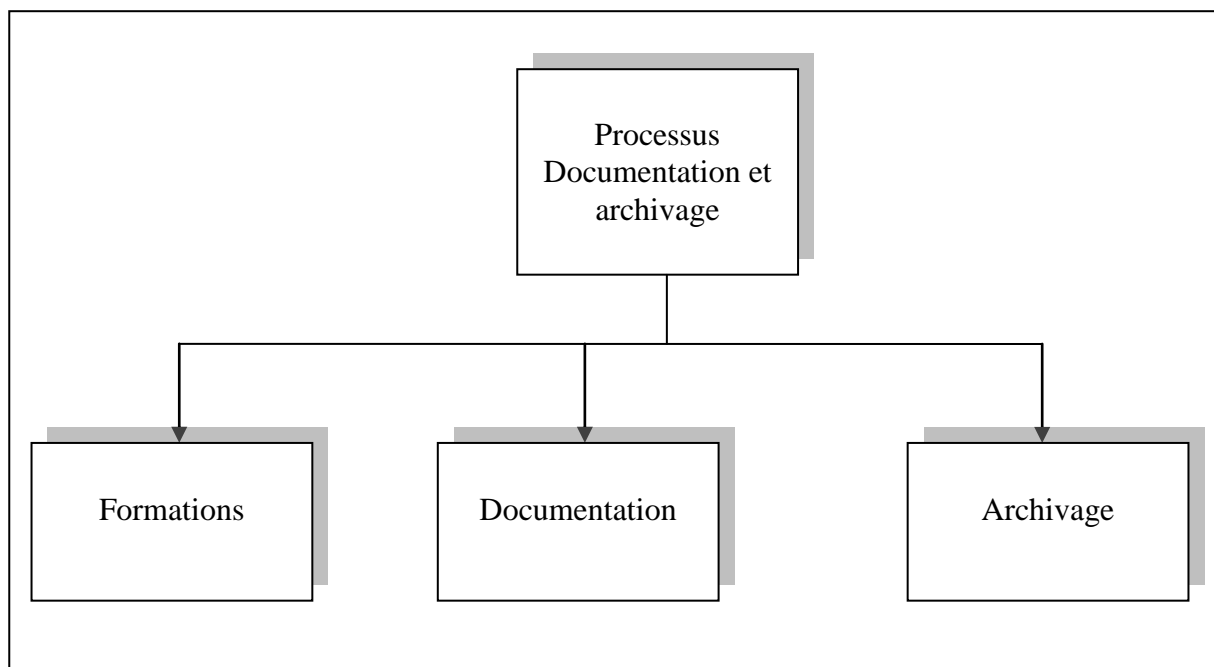 Processus
Documentation et
archivage
Formations
Documentation
Archivage